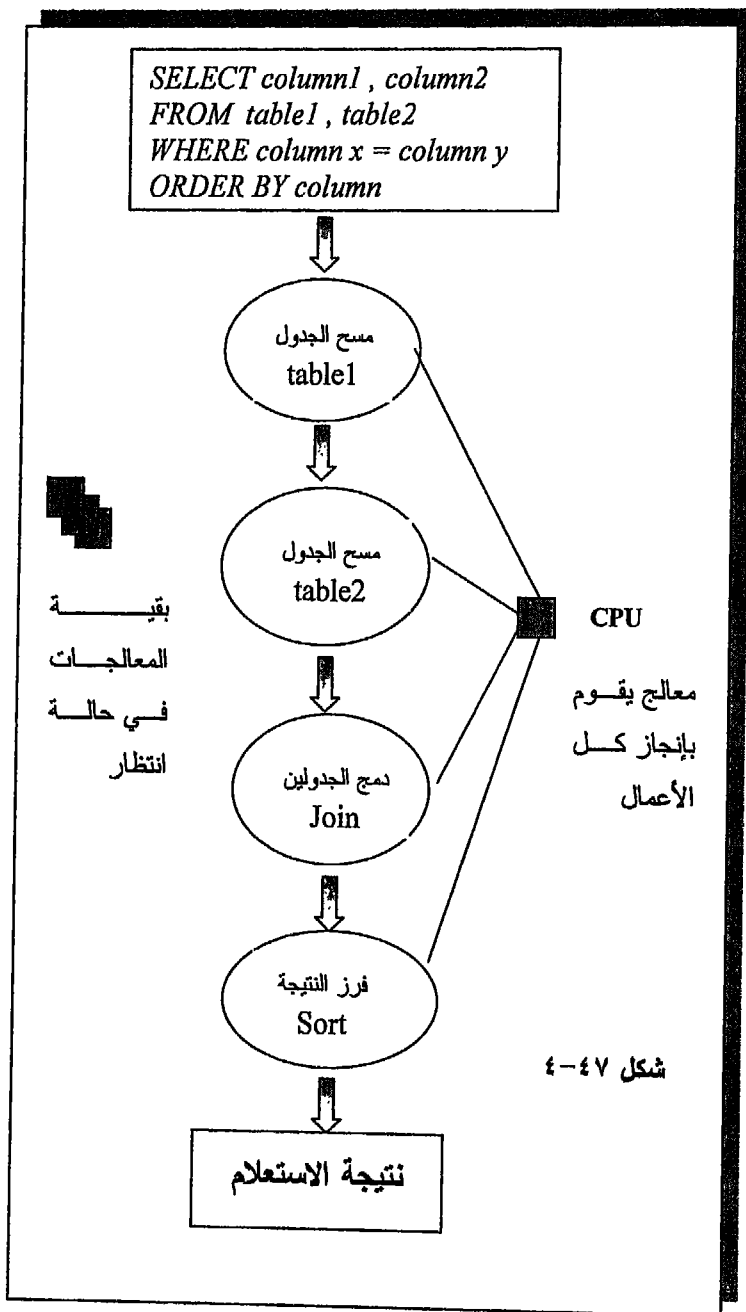 SELECT column1 , column2
FROM table1 , table2
WHERE column x = column y
ORDER BY column
مسح الجدول
table1
مسح الجدول
table2
بقية
المعالجات
في حالة
انتظار
CPU
معالج يقوم
بإنجاز كل
الأعمال
دمج الجدولين
Join
فرز النتيجة
Sort
شكل ٤٧-٤
نتيجة الاستعلام